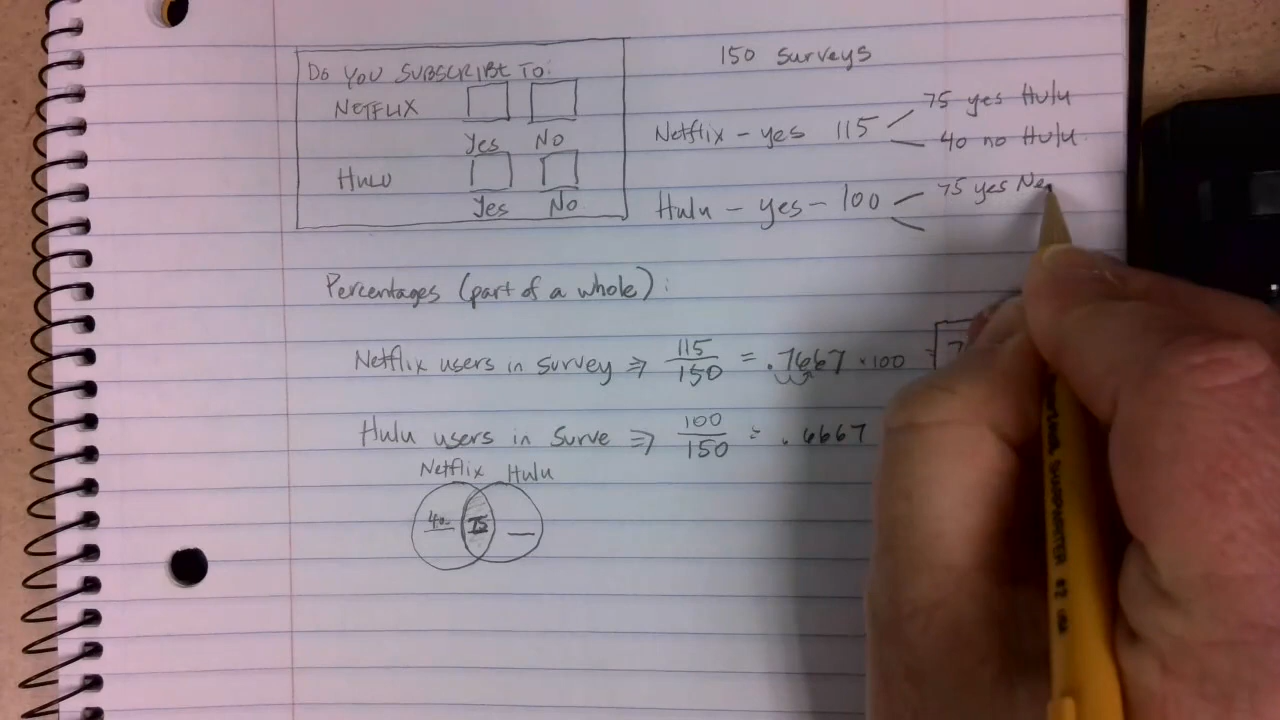 DO YOU SUBSCRIBE TO:
NETFLIX
Yes No
HULU
Yes No
150 surveys
Netflix - yes 115
75 yes Hulu
40 no Hulu
Hulu - yes - 100
75 yes Ne
Percentages (part of a whole):
Netflix users in survey ⇒ 115/150 = .7667 · 100 =
Hulu users in Surve ⇒ 100/150 = .6667
Netflix Hulu
40 75